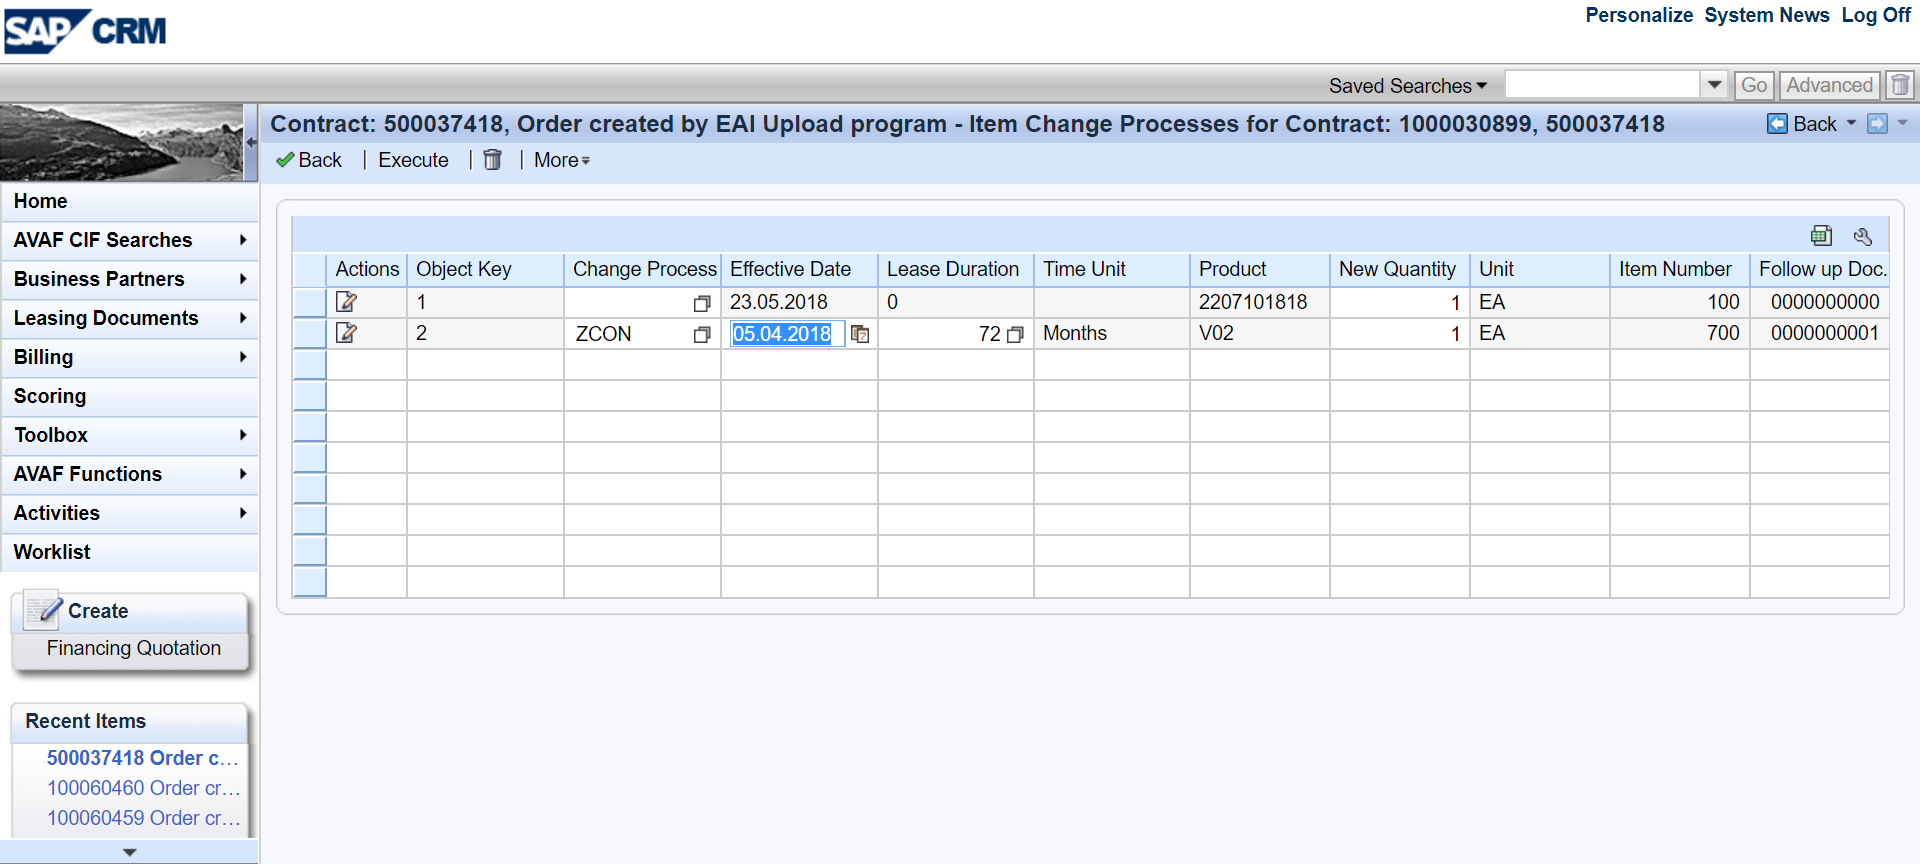 SAP CRM
Personalize System News Log Off
Saved Searches Go Advanced
Contract: 500037418, Order created by EAI Upload program - Item Change Processes for Contract: 1000030899, 500037418 Back
Back Execute More
Home
AVAF CIF Searches
Business Partners
Leasing Documents
Billing
Scoring
Toolbox
AVAF Functions
Activities
Worklist
Create
Financing Quotation
Recent Items
500037418 Order c...
100060460 Order cr...
100060459 Order cr...
Actions Object Key Change Process Effective Date Lease Duration Time Unit Product New Quantity Unit Item Number Follow up Doc.
1 23.05.2018 0 2207101818 1 EA 100 0000000000
2 ZCON 05.04.2018 72 Months V02 1 EA 700 0000000001